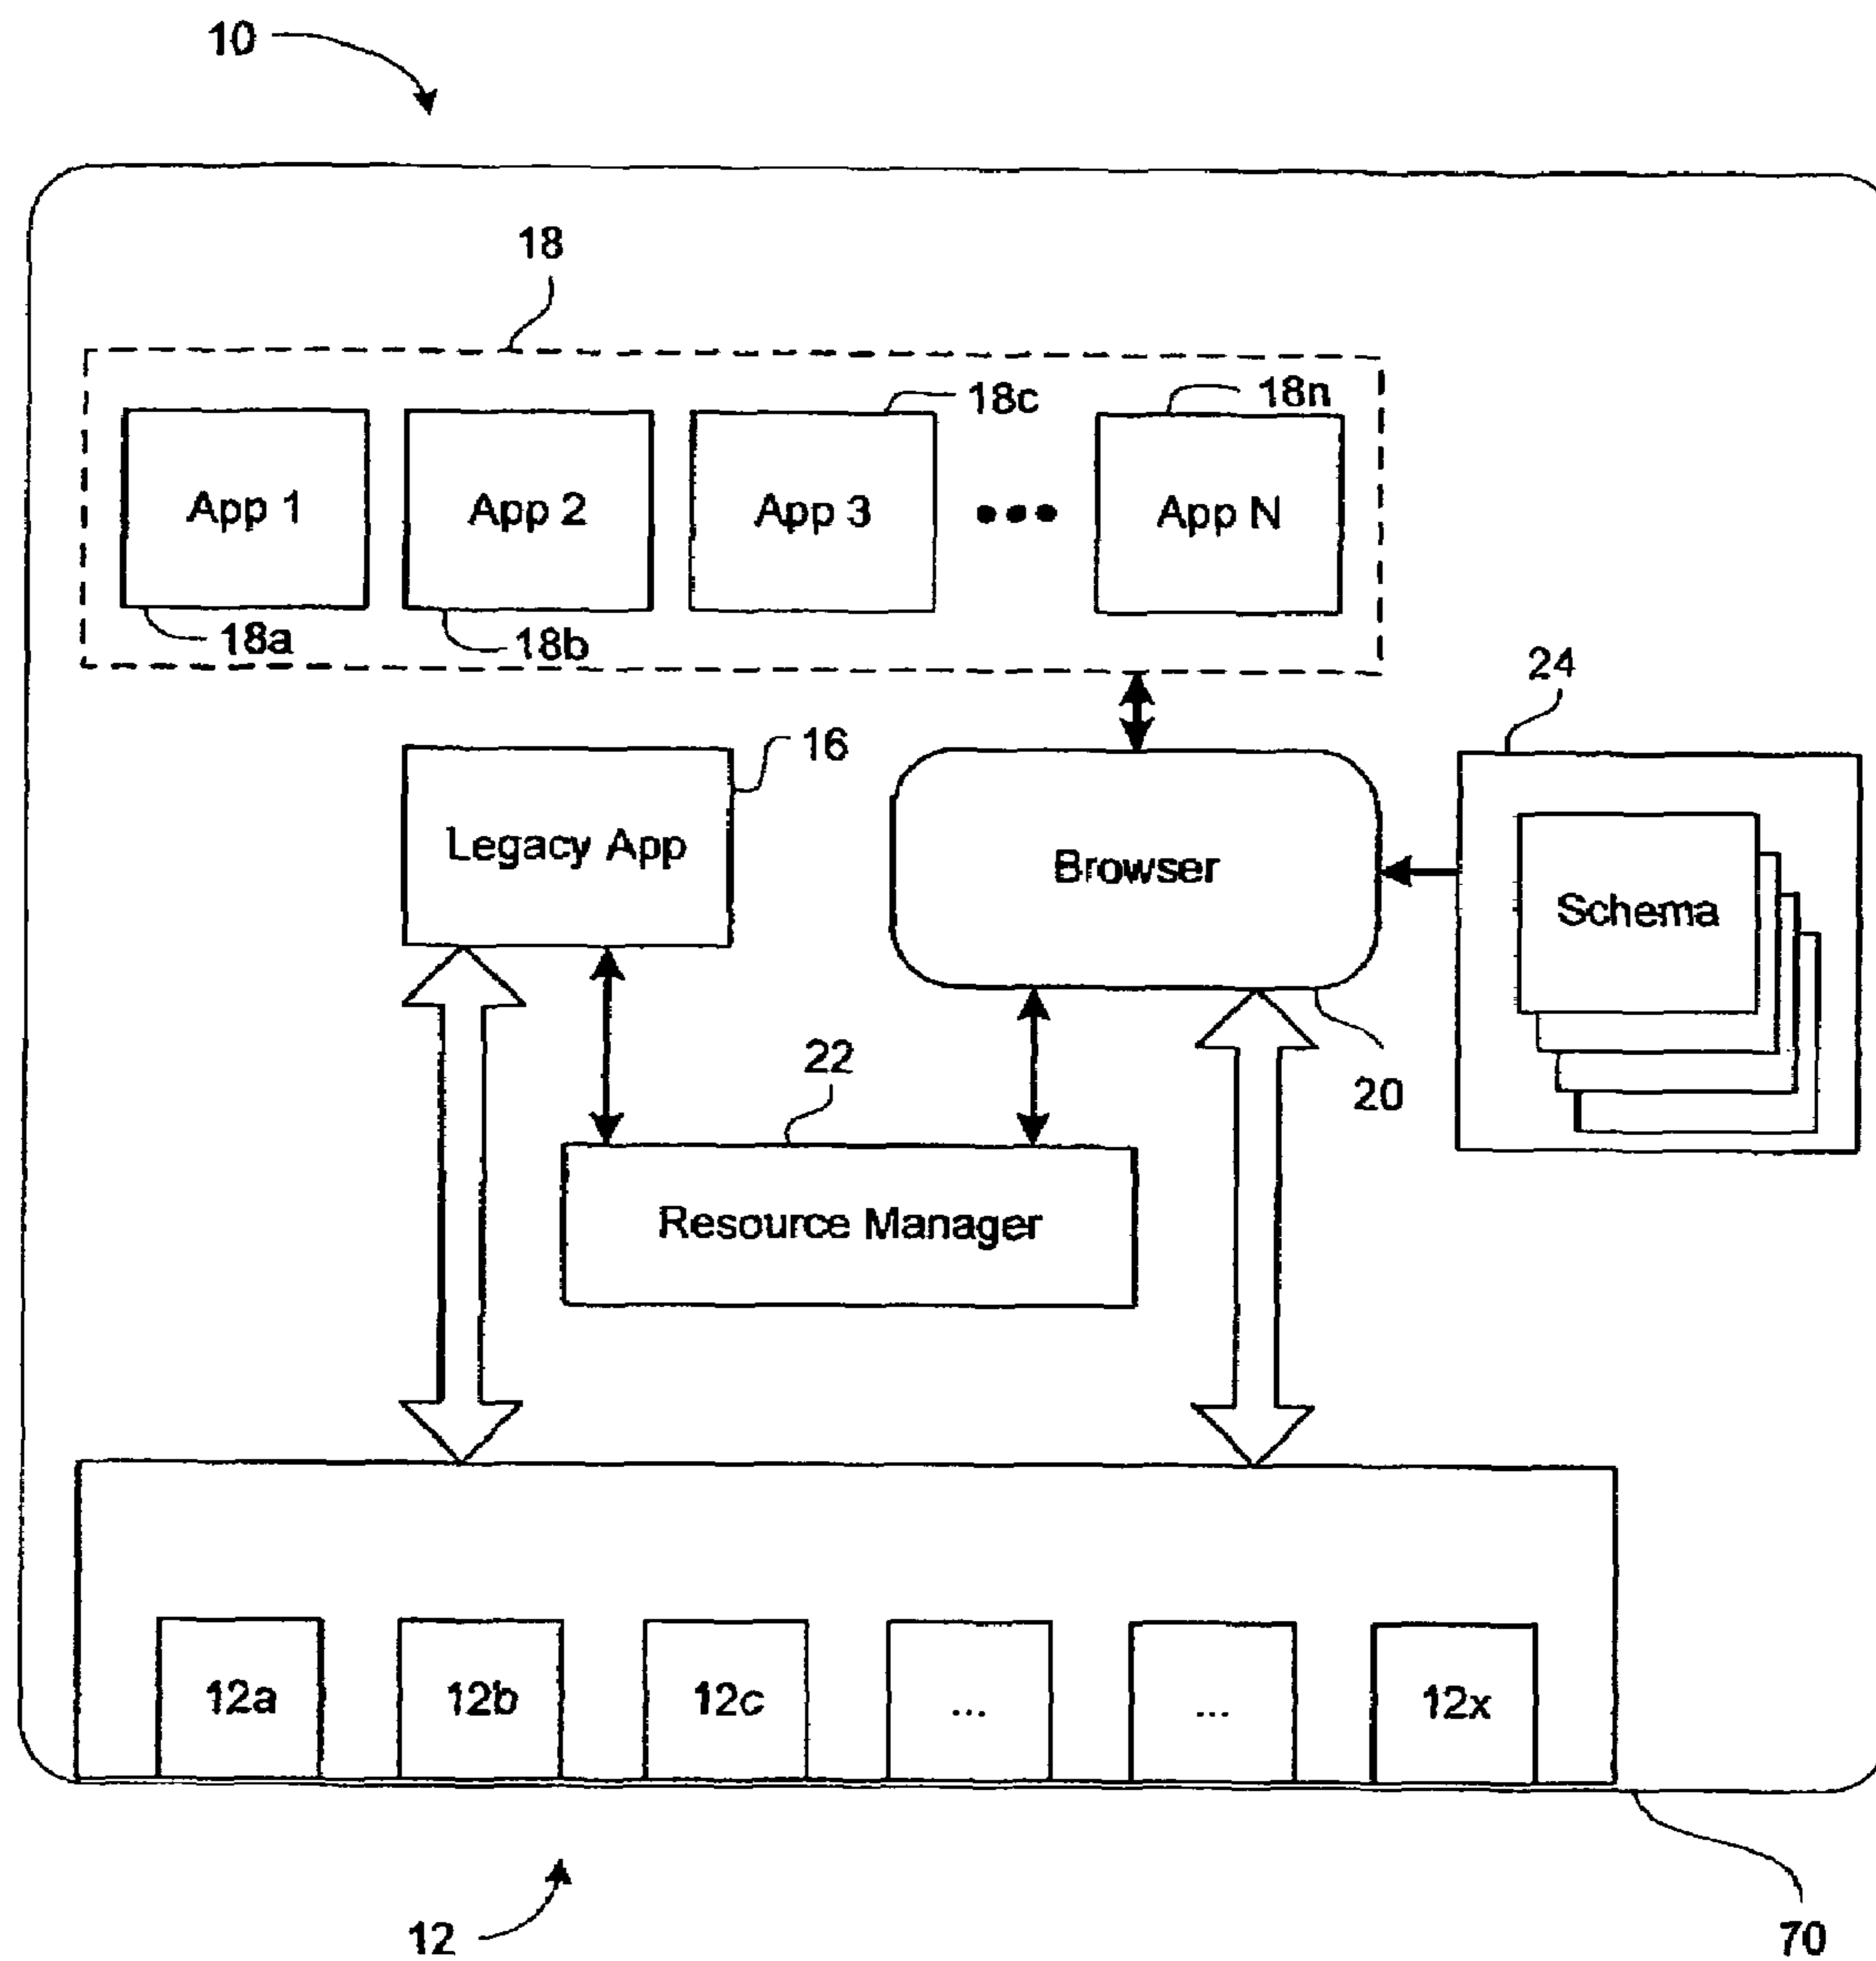 10
18
18c
18n
App 1
App 2
App 3
•••
App N
18a
18b
24
16
Legacy App
Browser
Schema
22
20
Resource Manager
12a
12b
12c
...
...
12x
12
70